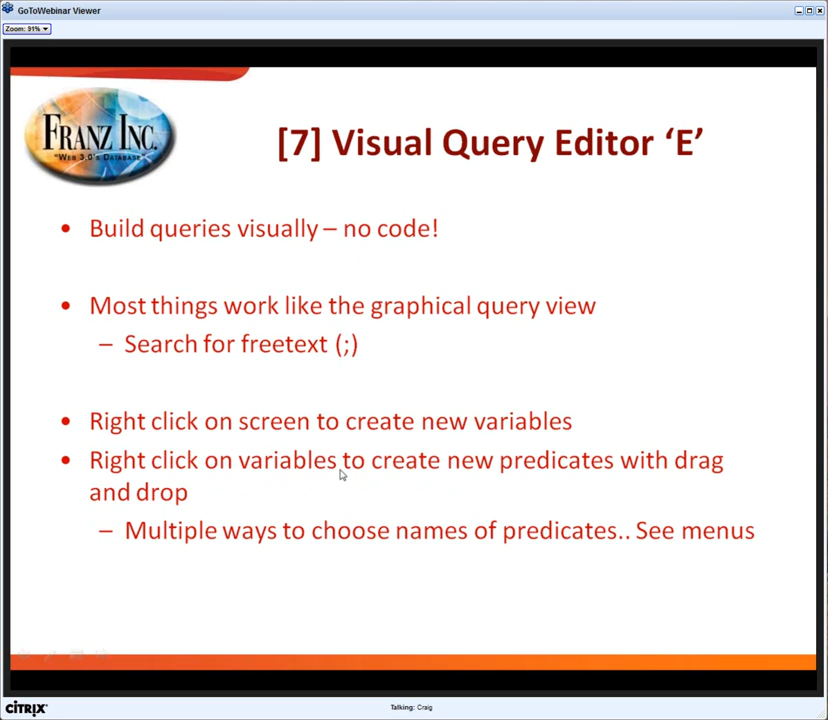 GoToWebinar Viewer
Zoom: 91%
FRANZ INC.
"WEB 3.0'S DATABASE"
[7] Visual Query Editor ‘E’
• Build queries visually – no code!
• Most things work like the graphical query view
– Search for freetext (;)
• Right click on screen to create new variables
• Right click on variables to create new predicates with drag
and drop
– Multiple ways to choose names of predicates.. See menus
CITRIX
Talking: Craig